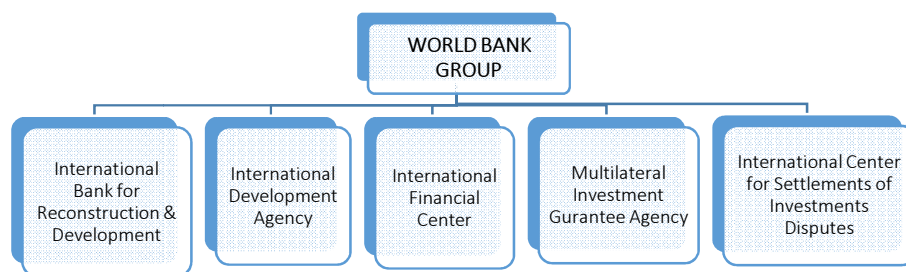 WORLD BANK
GROUP
International
Bank for
Reconstruction &
Development
International
Development
Agency
International
Financial
Center
Multilateral
Investment
Gurantee Agency
International Center
for Settlements of
Investments
Disputes